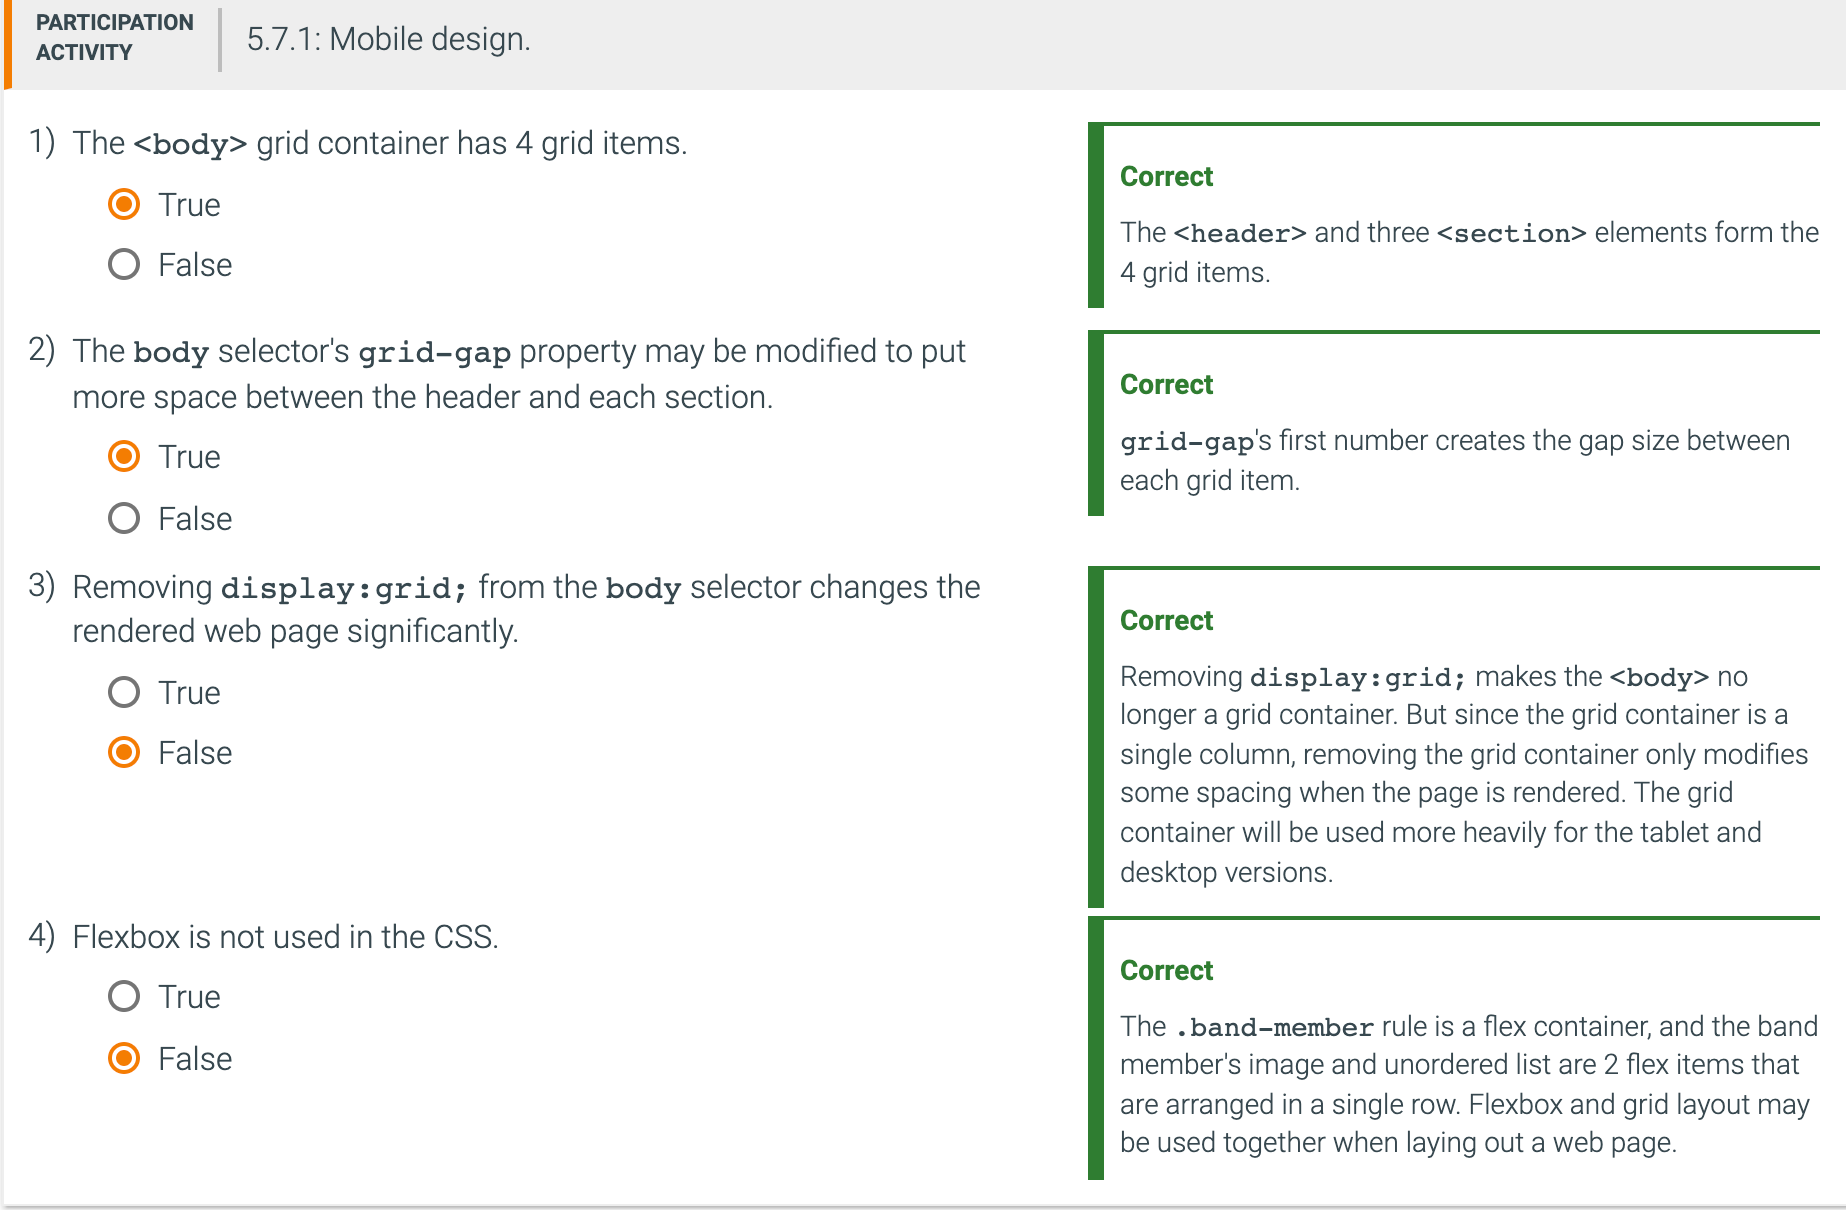 PARTICIPATION
ACTIVITY
5.7.1: Mobile design.
1) The <body> grid container has 4 grid items.
True
False
Correct
The <header> and three <section> elements form the
4 grid items.
2) The body selector's grid-gap property may be modified to put
more space between the header and each section.
True
False
Correct
grid-gap's first number creates the gap size between
each grid item.
3) Removing display:grid; from the body selector changes the
rendered web page significantly.
True
False
Correct
Removing display:grid; makes the <body> no
longer a grid container. But since the grid container is a
single column, removing the grid container only modifies
some spacing when the page is rendered. The grid
container will be used more heavily for the tablet and
desktop versions.
4) Flexbox is not used in the CSS.
True
False
Correct
The .band-member rule is a flex container, and the band
member's image and unordered list are 2 flex items that
are arranged in a single row. Flexbox and grid layout may
be used together when laying out a web page.